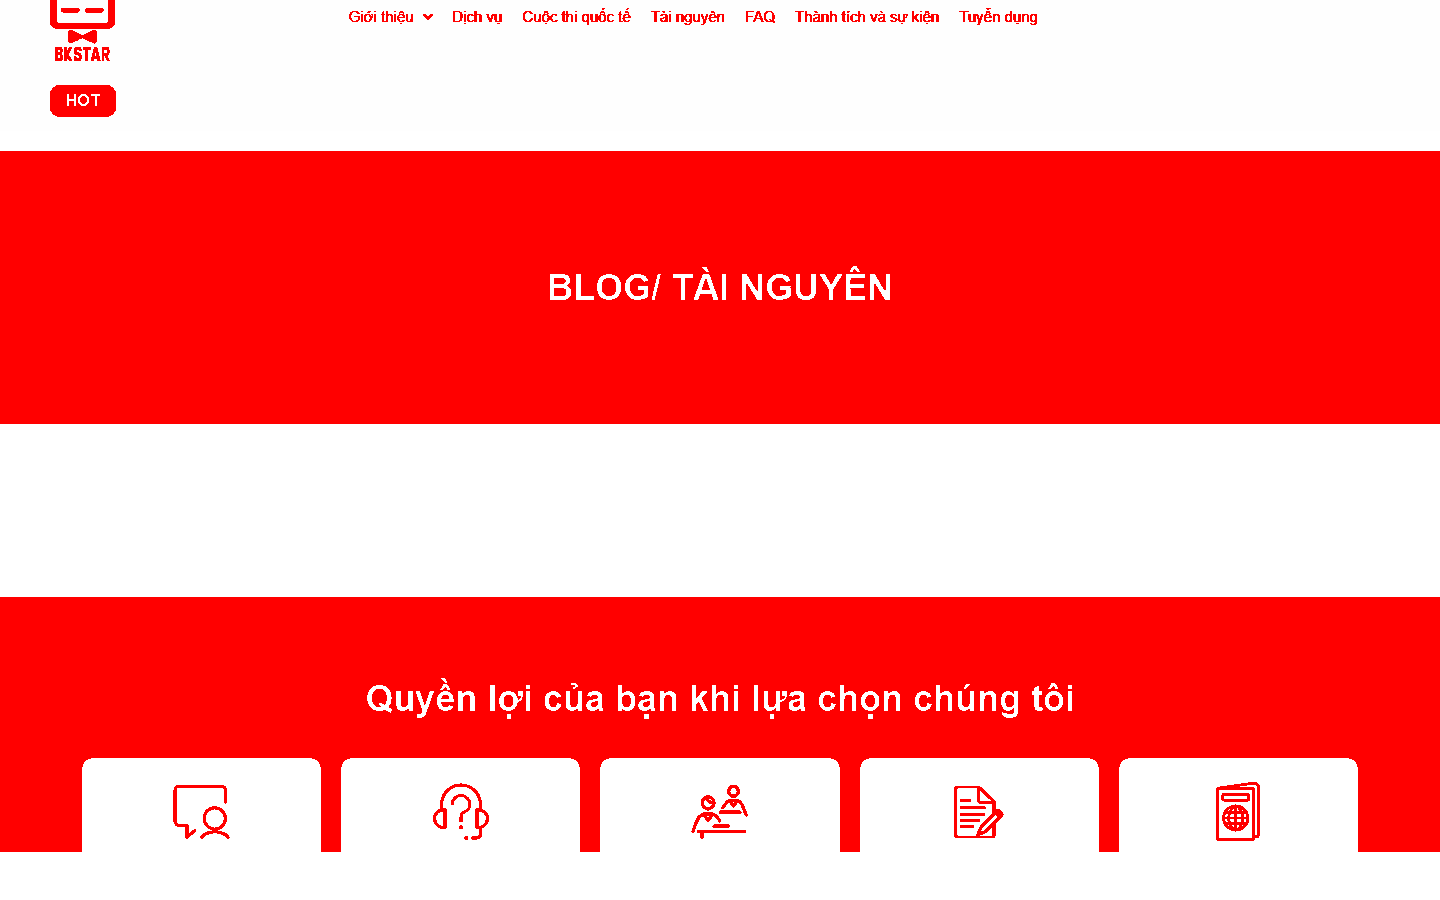 Giới thiệu Dịch vụ Cuộc thi quốc tế Tài nguyên FAQ Thành tích và sự kiện Tuyển dụng
BKSTAR
HOT
BLOG/ TÀI NGUYÊN
Quyền lợi của bạn khi lựa chọn chúng tôi